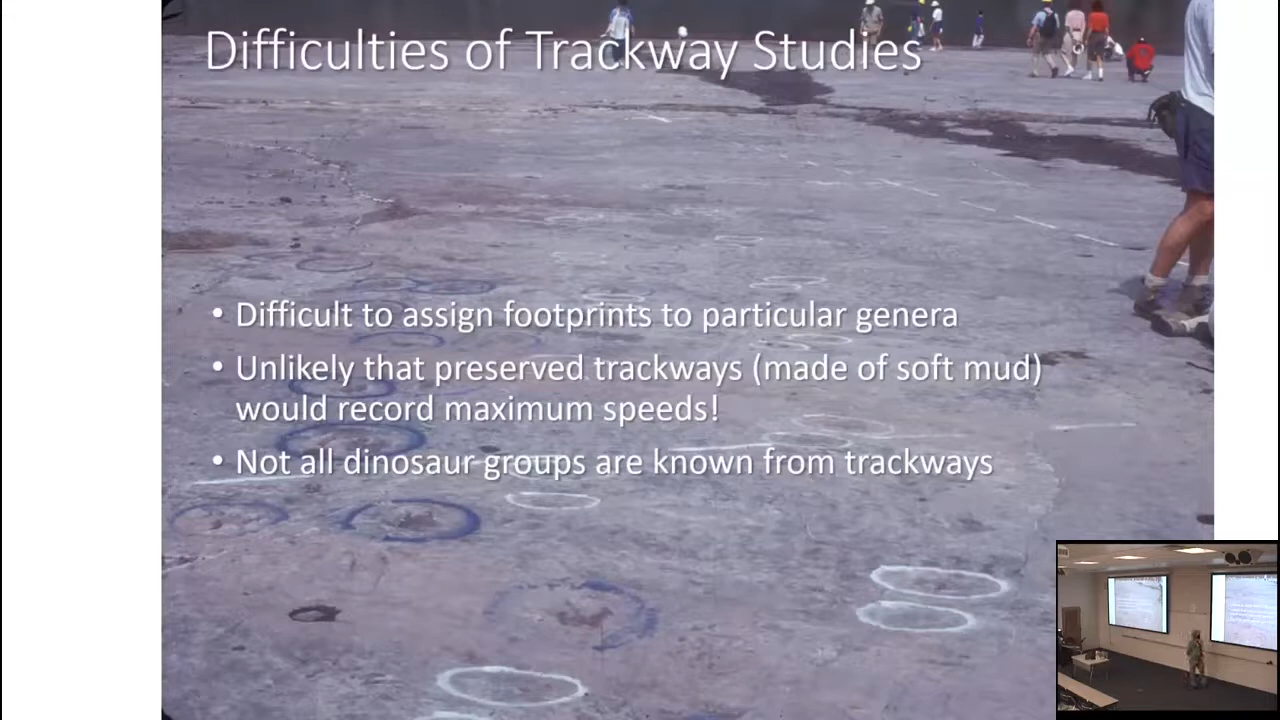 Difficulties of Trackway Studies
• Difficult to assign footprints to particular genera
• Unlikely that preserved trackways (made of soft mud)
would record maximum speeds!
• Not all dinosaur groups are known from trackways